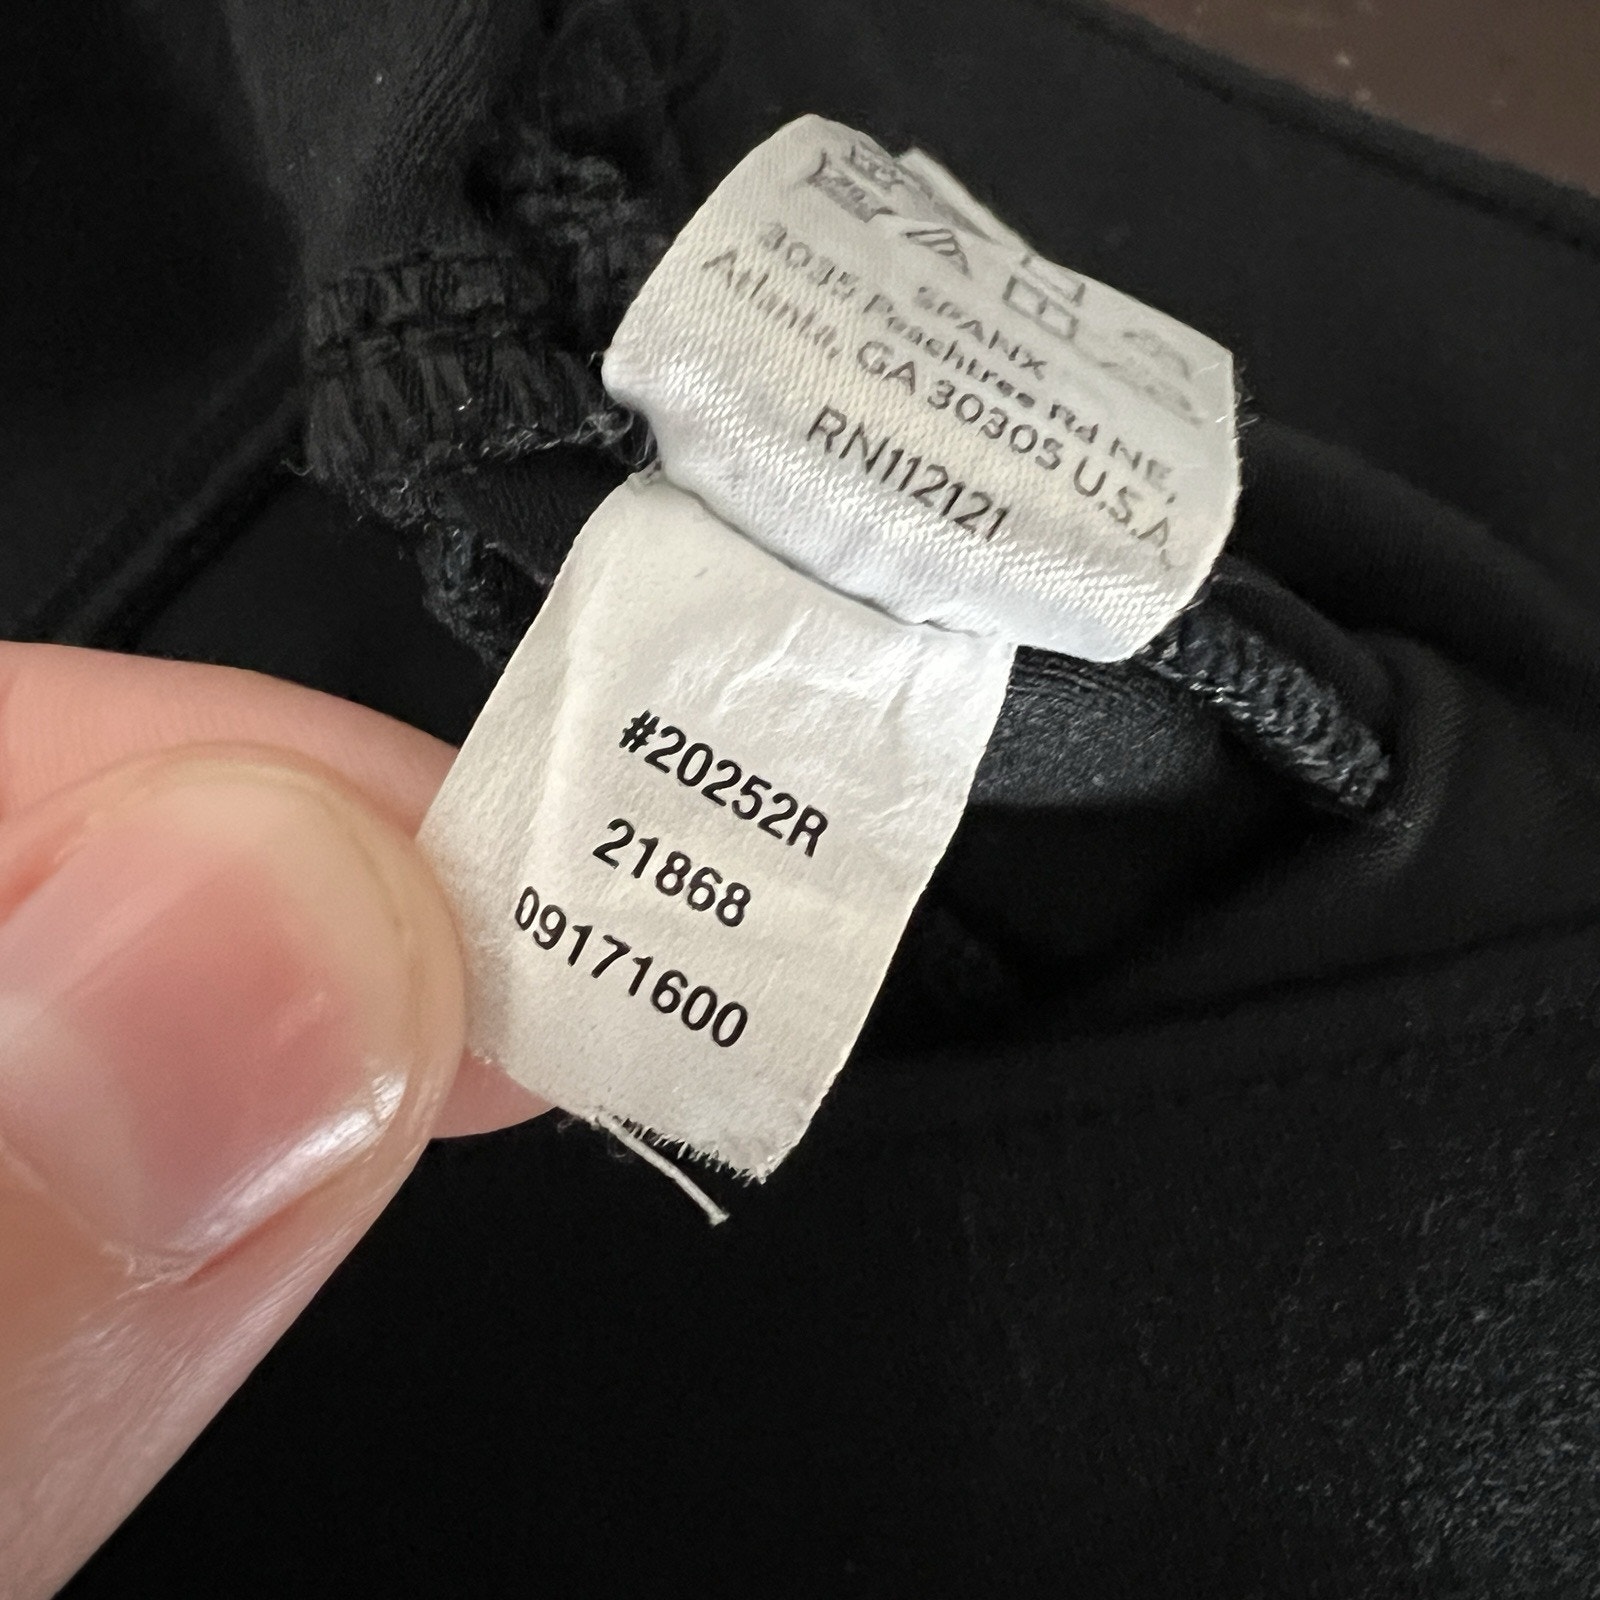 SPANX
3035 Peachtree Rd NE,
Atlanta, GA 30305 U.S.A.
RN112121
#20252R
21868
09171600